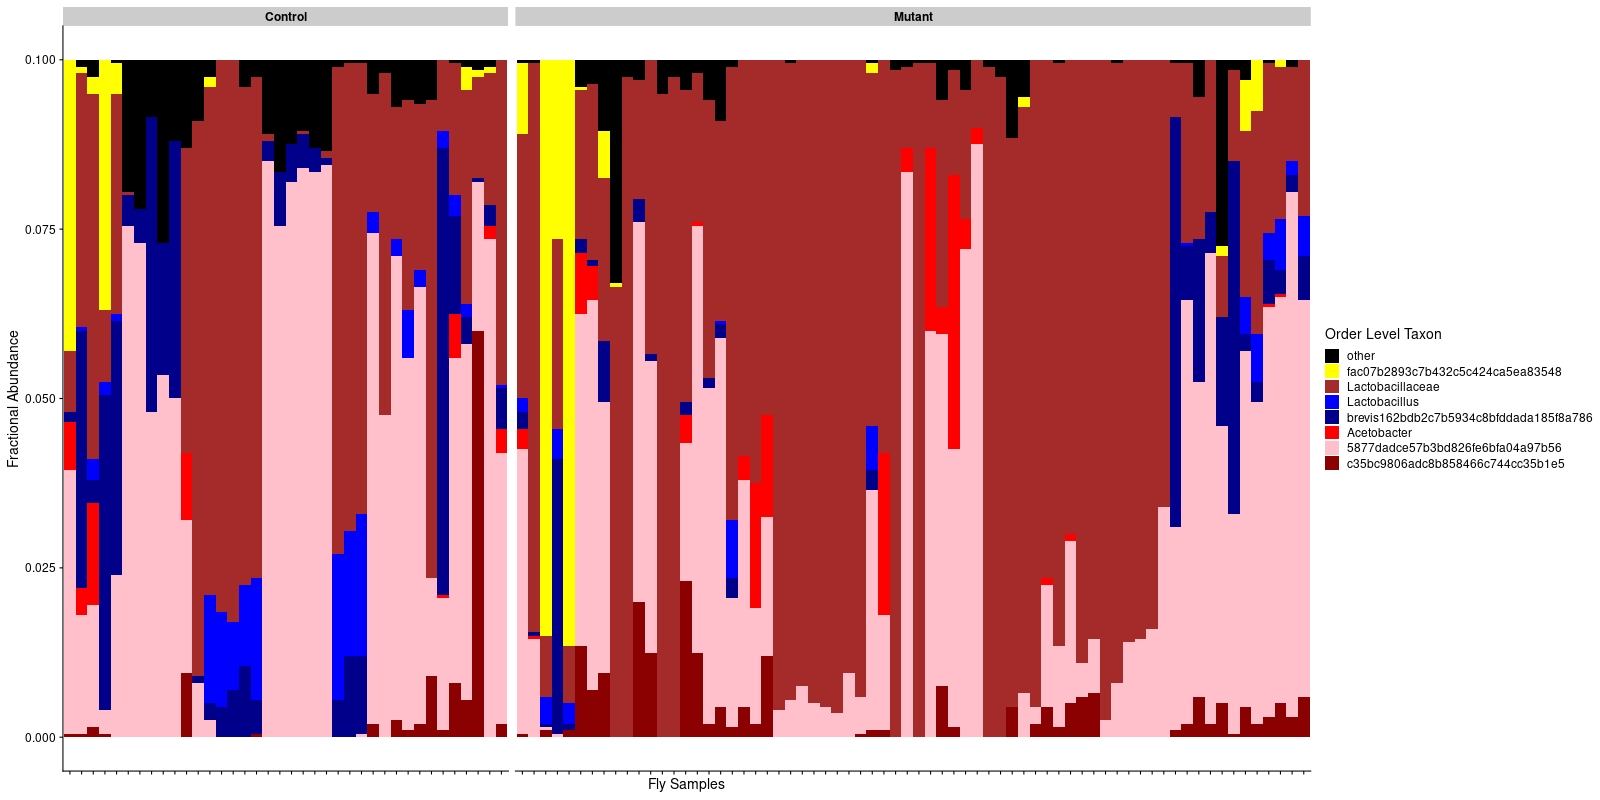 Control
Mutant
0.100
0.075
0.050
0.025
0.000
Fractional Abundance
Fly Samples
Order Level Taxon
other
fac07b2893c7b432c5c424ca5ea83548
Lactobacillaceae
Lactobacillus
brevis162bdb2c7b5934c8bfddada185f8a786
Acetobacter
5877dadce57b3bd826fe6bfa04a97b56
c35bc9806adc8b858466c744cc35b1e5